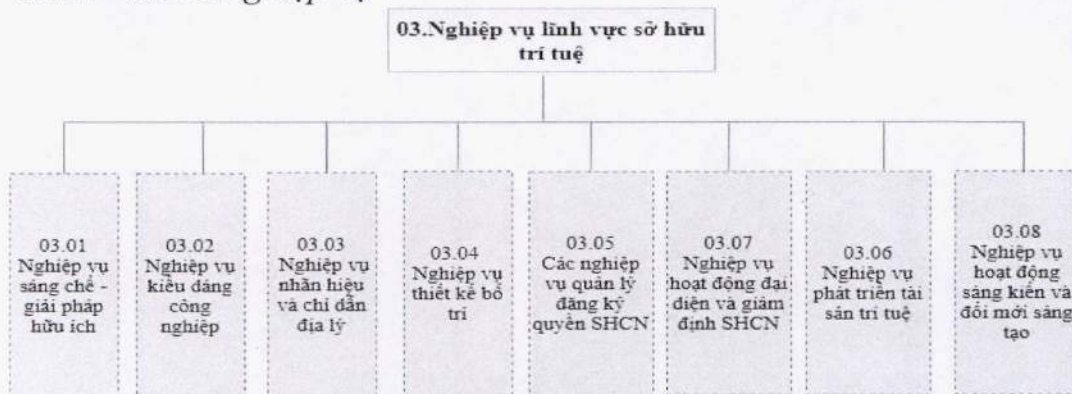 03.Nghiệp vụ lĩnh vực sở hữu
trí tuệ
03.01
Nghiệp vụ
sáng chế -
giải pháp
hữu ích
03.02
Nghiệp vụ
kiểu dáng
công
nghiệp
03.03
Nghiệp vụ
nhãn hiệu
và chỉ dẫn
địa lý
03.04
Nghiệp vụ
thiết kế bố
trí
03.05
Các nghiệp
vụ quản lý
đăng ký
quyền SHCN
03.07
Nghiệp vụ
hoạt động đại
diện và giám
định SHCN
03.06
Nghiệp vụ
phát triển tài
sản trí tuệ
03.08
Nghiệp vụ
hoạt động
sáng kiến và
đổi mới sáng
tạo